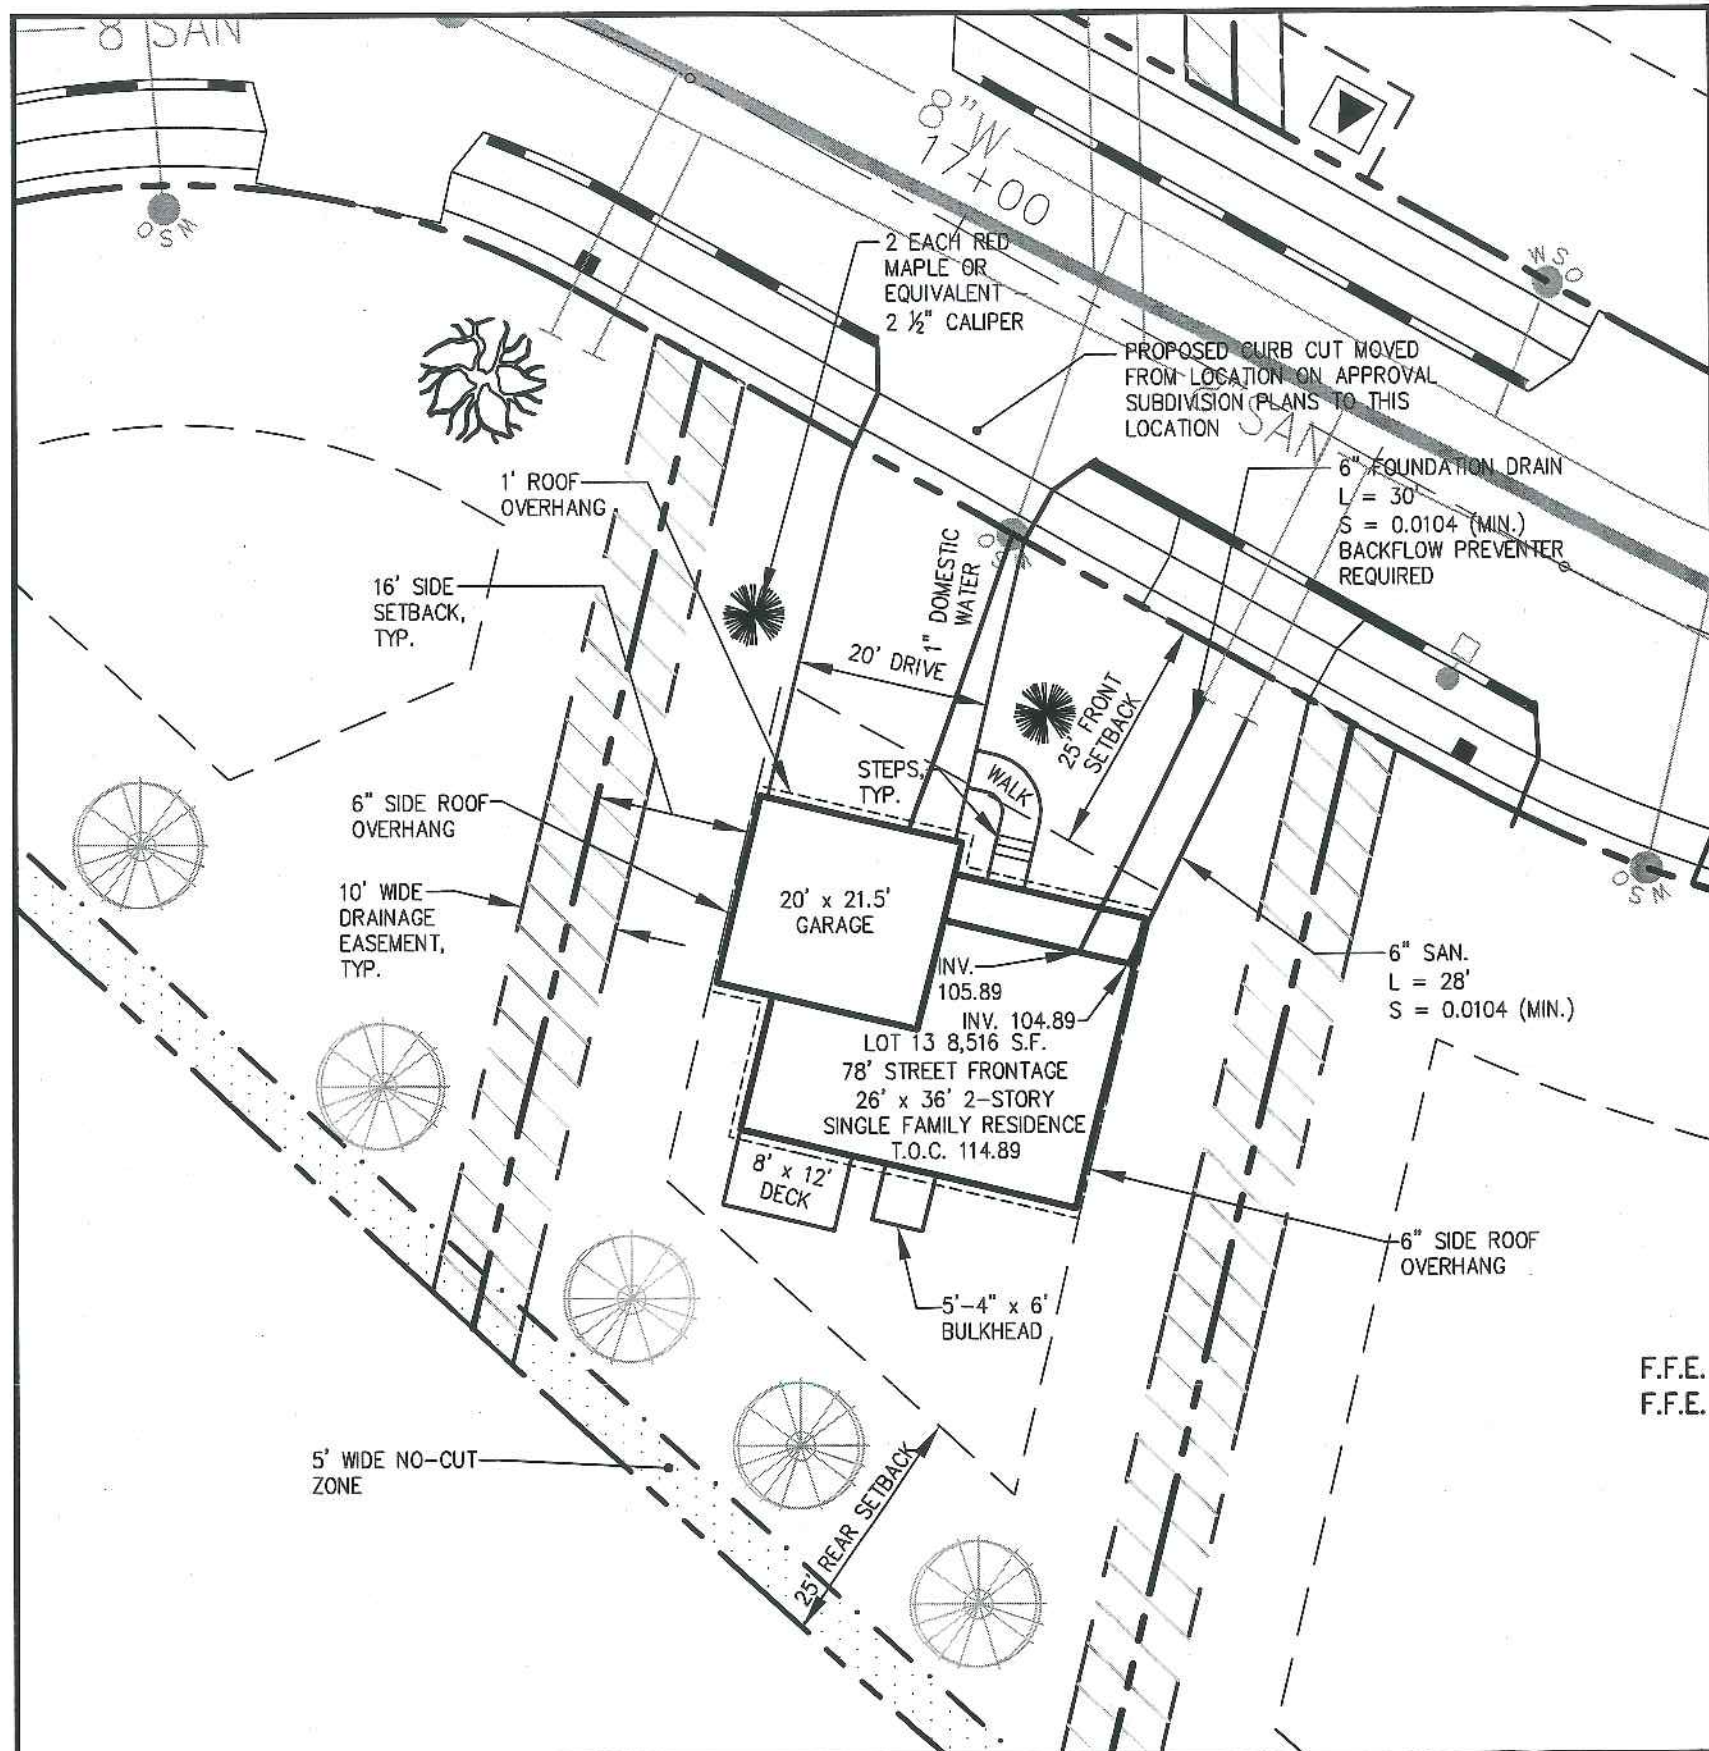 8 SAN
8"W
17+00
2 EACH RED
MAPLE OR
EQUIVALENT -
2 ½" CALIPER
WSO
OSW
PROPOSED CURB CUT MOVED
FROM LOCATION ON APPROVAL
SUBDIVISION PLANS TO THIS
LOCATION
SAN
6" FOUNDATION DRAIN
L = 30'
S = 0.0104 (MIN.)
BACKFLOW PREVENTER
REQUIRED
1' ROOF
OVERHANG
16' SIDE
SETBACK,
TYP.
1" DOMESTIC
WATER
20' DRIVE
25' FRONT
SETBACK
STEPS,
TYP.
WALK
6" SIDE ROOF
OVERHANG
10' WIDE
DRAINAGE
EASEMENT,
TYP.
20' x 21.5'
GARAGE
OSW
6" SAN.
L = 28'
S = 0.0104 (MIN.)
INV.
105.89
INV. 104.89
LOT 13 8,516 S.F.
78' STREET FRONTAGE
26' x 36' 2-STORY
SINGLE FAMILY RESIDENCE
T.O.C. 114.89
8' x 12'
DECK
6" SIDE ROOF
OVERHANG
5'-4" x 6'
BULKHEAD
F.F.E.
F.F.E.
5' WIDE NO-CUT
ZONE
25' REAR SETBACK